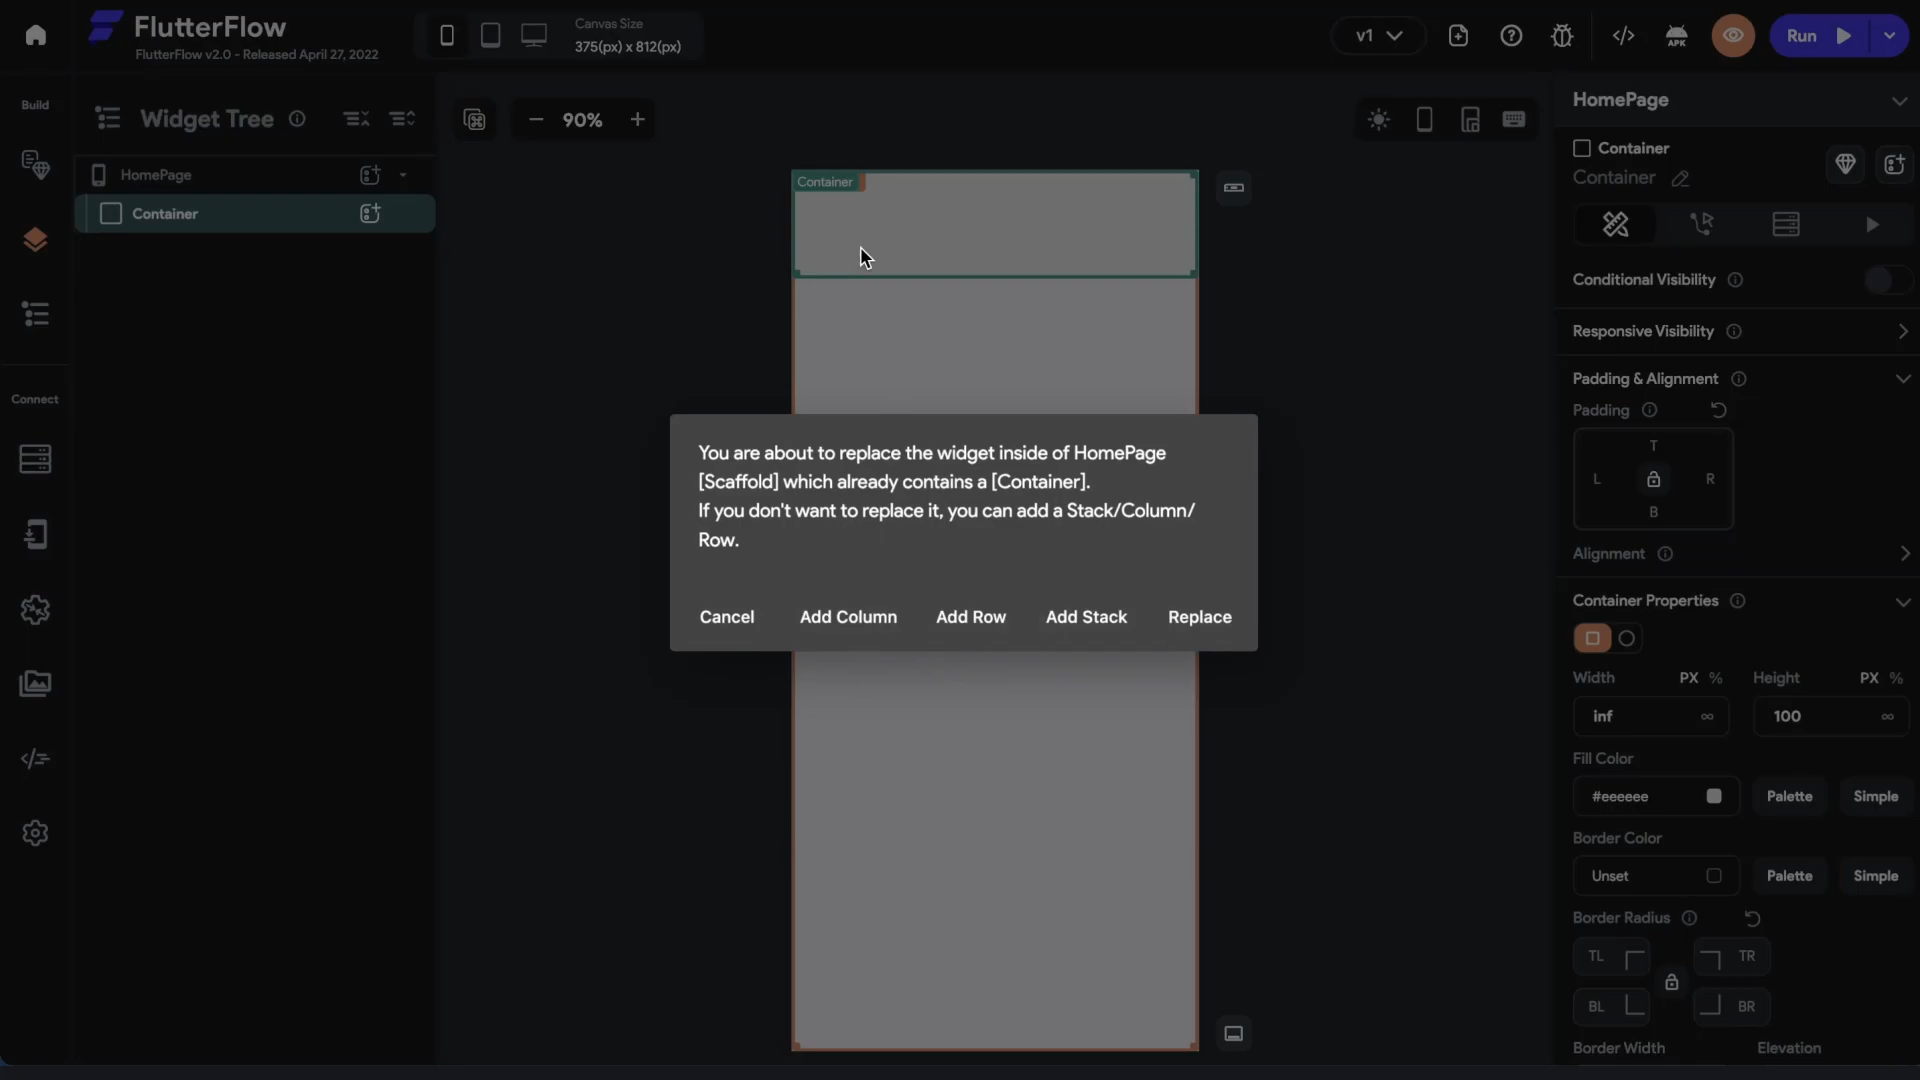 FlutterFlow
FlutterFlow v2.0 - Released April 27, 2022
Canvas Size
375(px) x 812(px)
v1
APK
Run
Build
Widget Tree
90%
HomePage
Container
Connect
Container
You are about to replace the widget inside of HomePage
[Scaffold] which already contains a [Container].
If you don't want to replace it, you can add a Stack/Column/
Row.
Cancel Add Column Add Row Add Stack Replace
HomePage
Container
Container
Conditional Visibility
Responsive Visibility
Padding & Alignment
Padding
T
L R
B
Alignment
Container Properties
Width PX % Height PX %
inf ∞ 100 ∞
Fill Color
#eeeeee Palette Simple
Border Color
Unset Palette Simple
Border Radius
TL TR
BL BR
Border Width Elevation